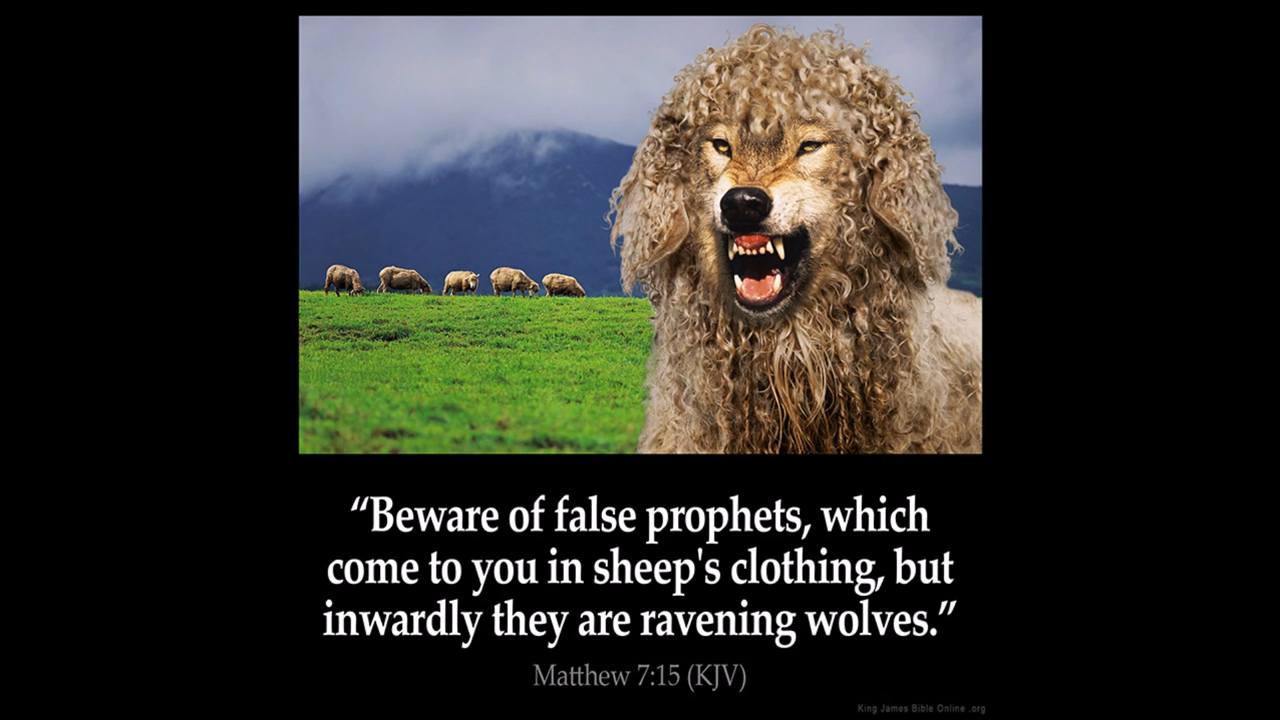 “Beware of false prophets, which
come to you in sheep's clothing, but
inwardly they are ravening wolves.”
Matthew 7:15 (KJV)
King James Bible Online .org